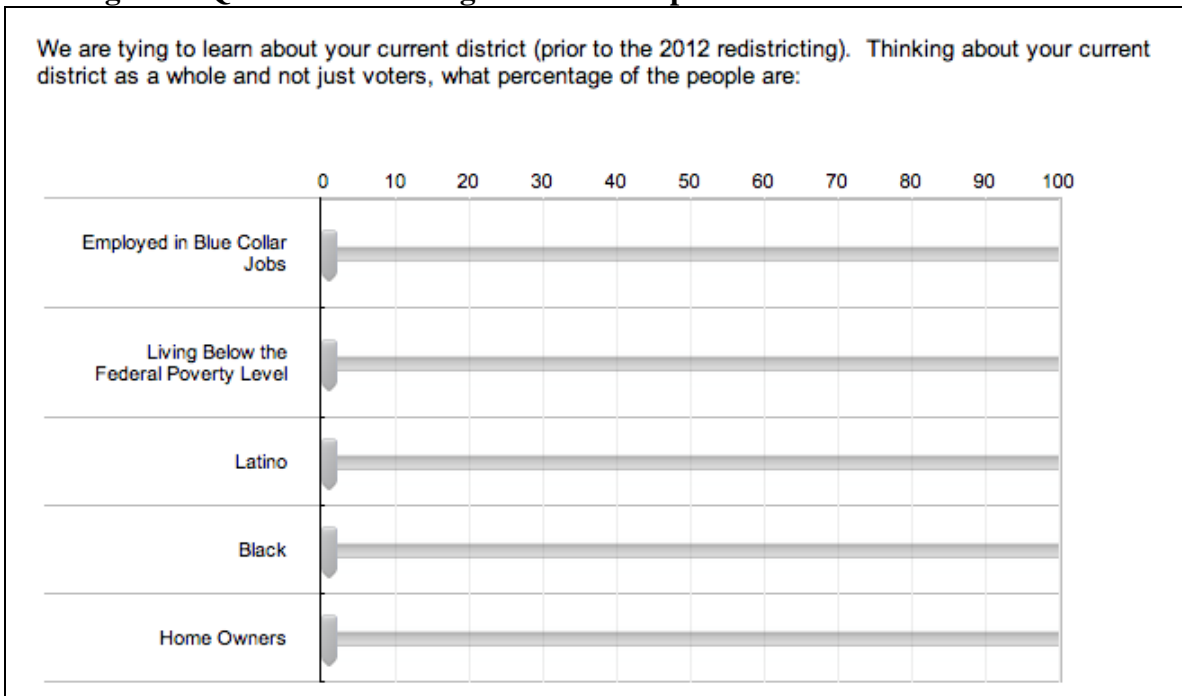 We are tying to learn about your current district (prior to the 2012 redistricting). Thinking about your current
district as a whole and not just voters, what percentage of the people are:
0 10 20 30 40 50 60 70 80 90 100
Employed in Blue Collar
Jobs
Living Below the
Federal Poverty Level
Latino
Black
Home Owners